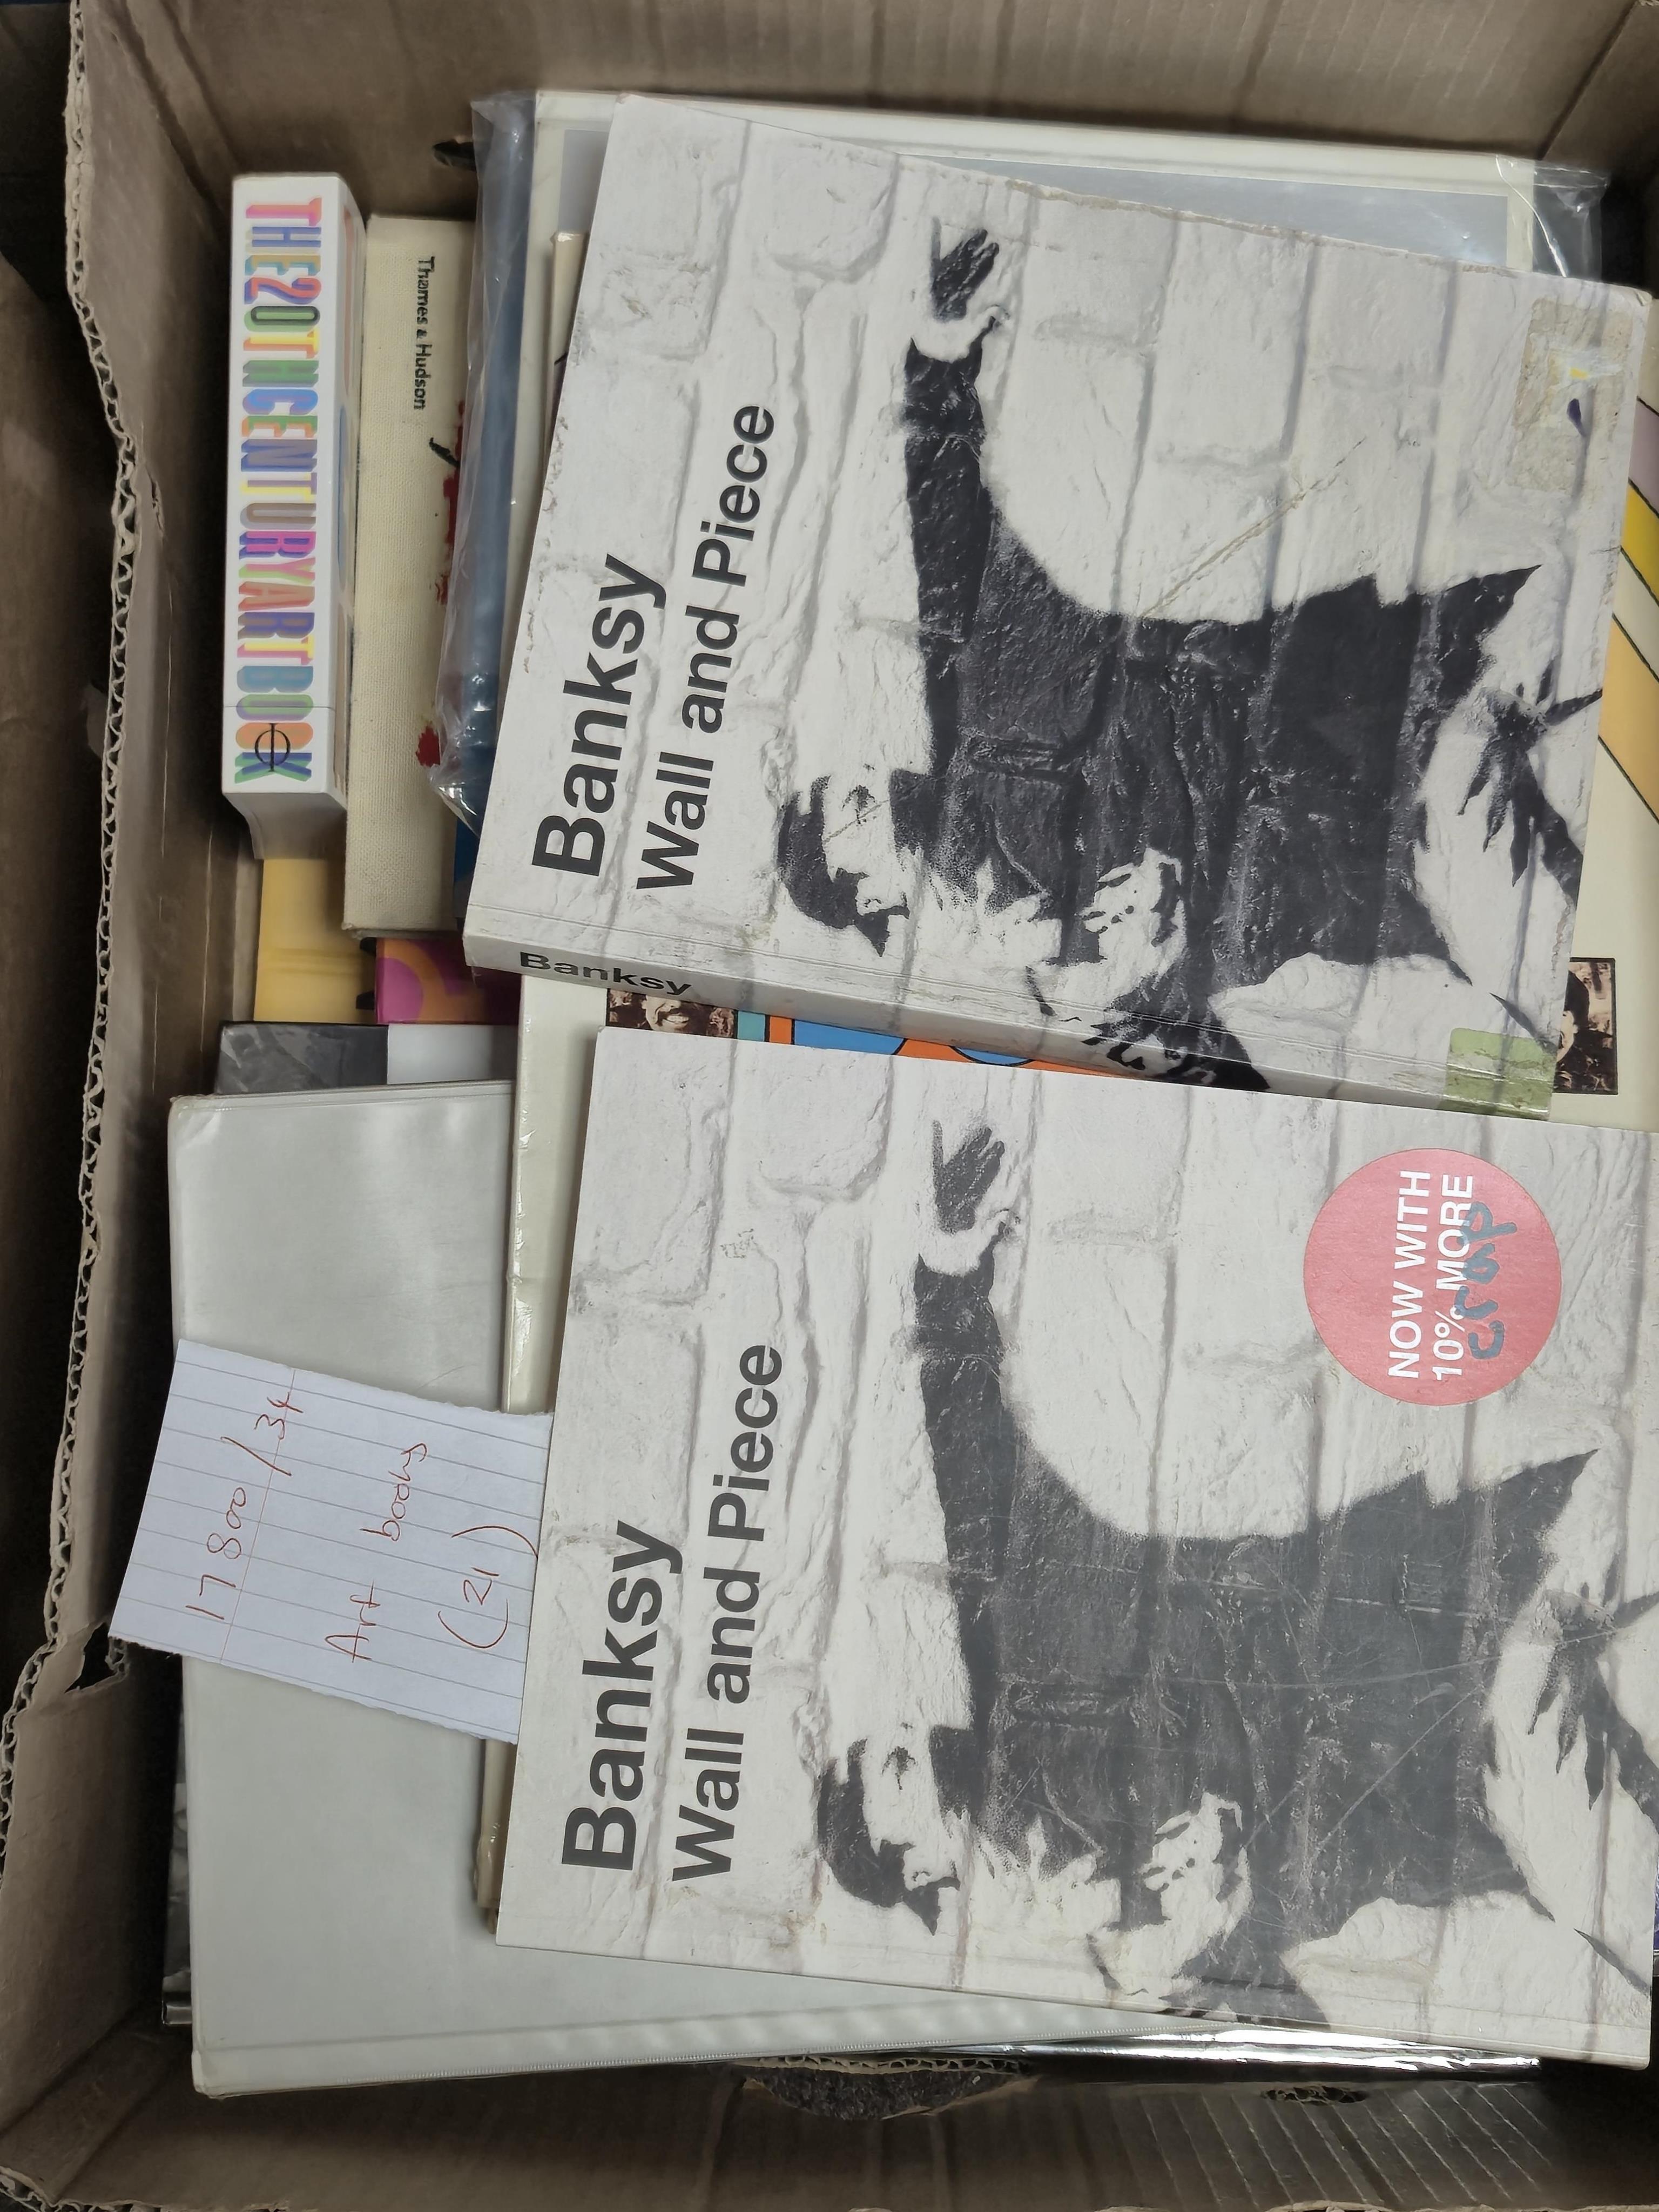 THE20THCENTURYARTBOOK
Thames & Hudson
Banksy
Wall and Piece
Banksy
Banksy
Wall and Piece
NOW WITH
10% MORE
crap
17800/34
Art books
(21)